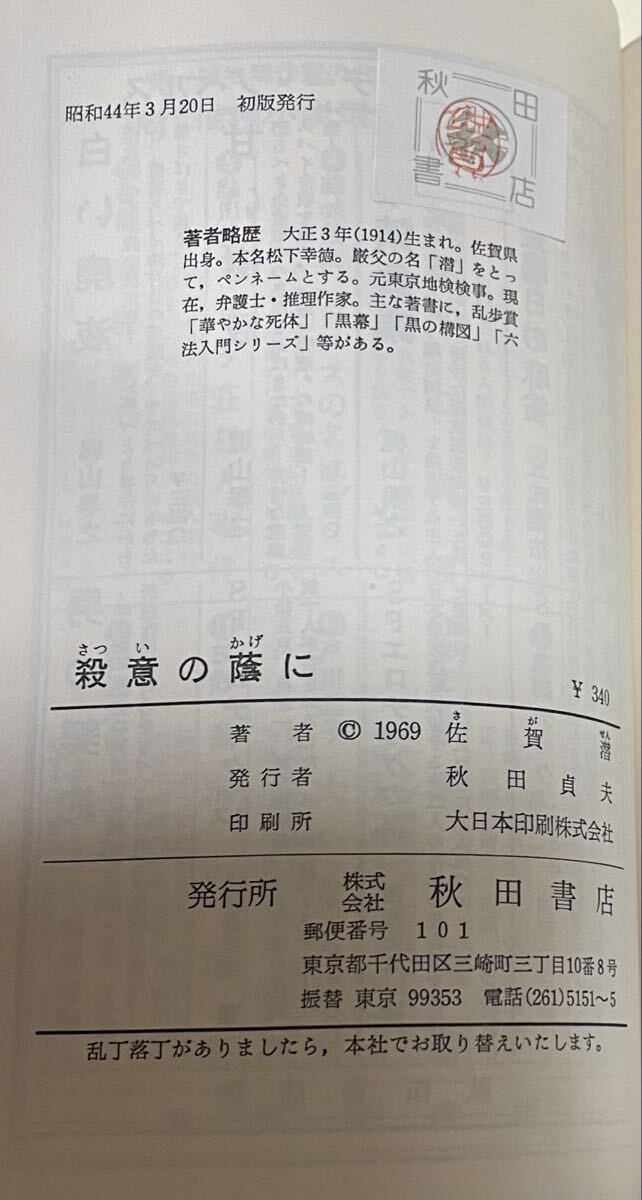 昭和44年3月20日 初版発行
秋田
書店
著者略歴 大正3年(1914)生まれ。佐賀県
出身。本名松下幸徳。厳父の名「潜」をとっ
て，ペンネームとする。元東京地検検事。現
在，弁護士・推理作家。主な著書に，乱歩賞
「華やかな死体」「黒幕」「黒の構図」「六
法入門シリーズ」等がある。
さつ い かげ
殺意の蔭に
¥ 340
さ が せん
著者 © 1969 佐賀潜
発行者 秋田貞夫
印刷所 大日本印刷株式会社
発行所 株式会社 秋田書店
郵便番号 101
東京都千代田区三崎町三丁目10番8号
振替 東京 99353 電話(261)5151〜5
乱丁落丁がありましたら，本社でお取り替えいたします。